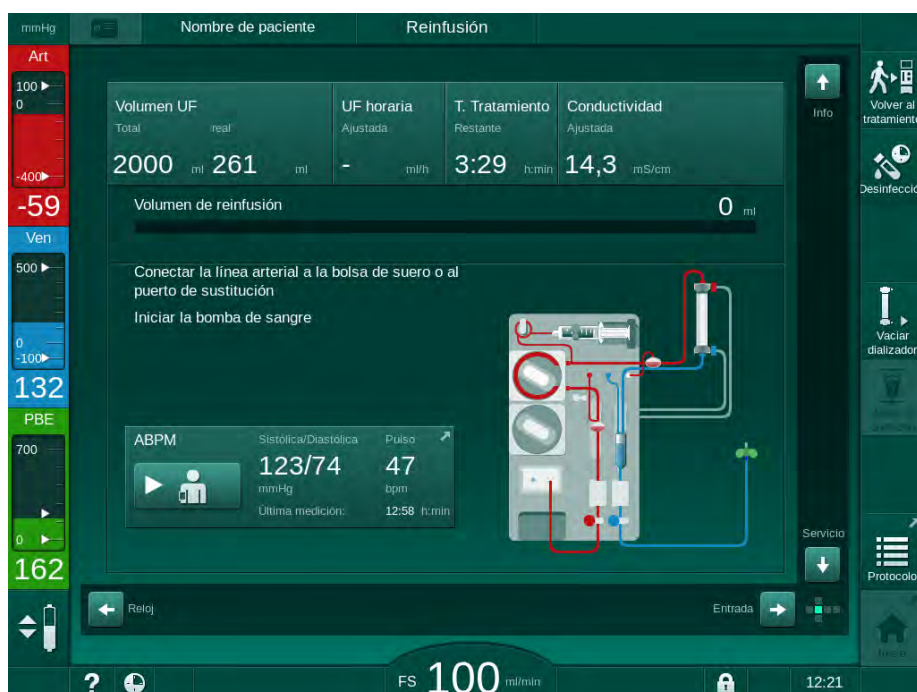 mmHg
Nombre de paciente
Reinfusión
Art
100
0
-400
-59
Ven
500
0
-100
132
PBE
700
0
162
Volumen UF
Total real
2000 ml 261 ml
UF horaria
Ajustada
- ml/h
T. Tratamiento
Restante
3:29 h:min
Conductividad
Ajustada
14,3 mS/cm
Volumen de reinfusión
0 ml
Conectar la línea arterial a la bolsa de suero o al
puerto de sustitución
Iniciar la bomba de sangre
ABPM
Sistólica/Diastólica
Pulso
123/74
47
mmHg
bpm
Última medición:
12:58 h:min
Info
Servicio
Reloj
Entrada
Volver al
tratamiento
Desinfecció
Vaciar
dializador
Protocolo
Inicio
?
FS 100 ml/min
12:21